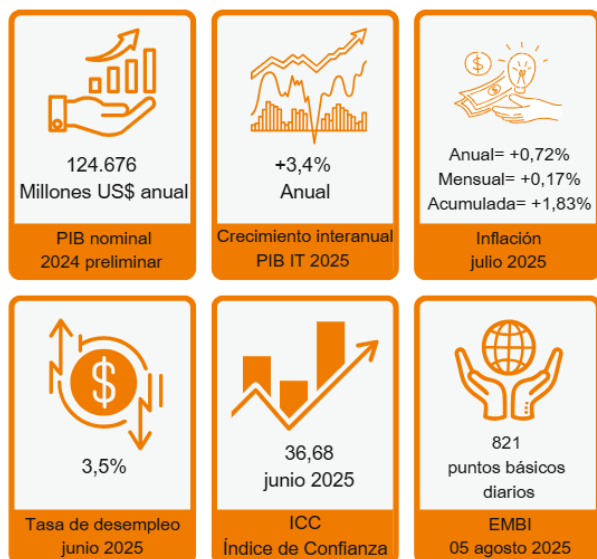 124.676
Millones US$ anual
PIB nominal
2024 preliminar
+3,4%
Anual
Crecimiento interanual
PIB IT 2025
$
Anual= +0,72%
Mensual= +0,17%
Acumulada= +1,83%
Inflación
julio 2025
$
3,5%
Tasa de desempleo
junio 2025
36,68
junio 2025
ICC
Índice de Confianza
821
puntos básicos
diarios
EMBI
05 agosto 2025